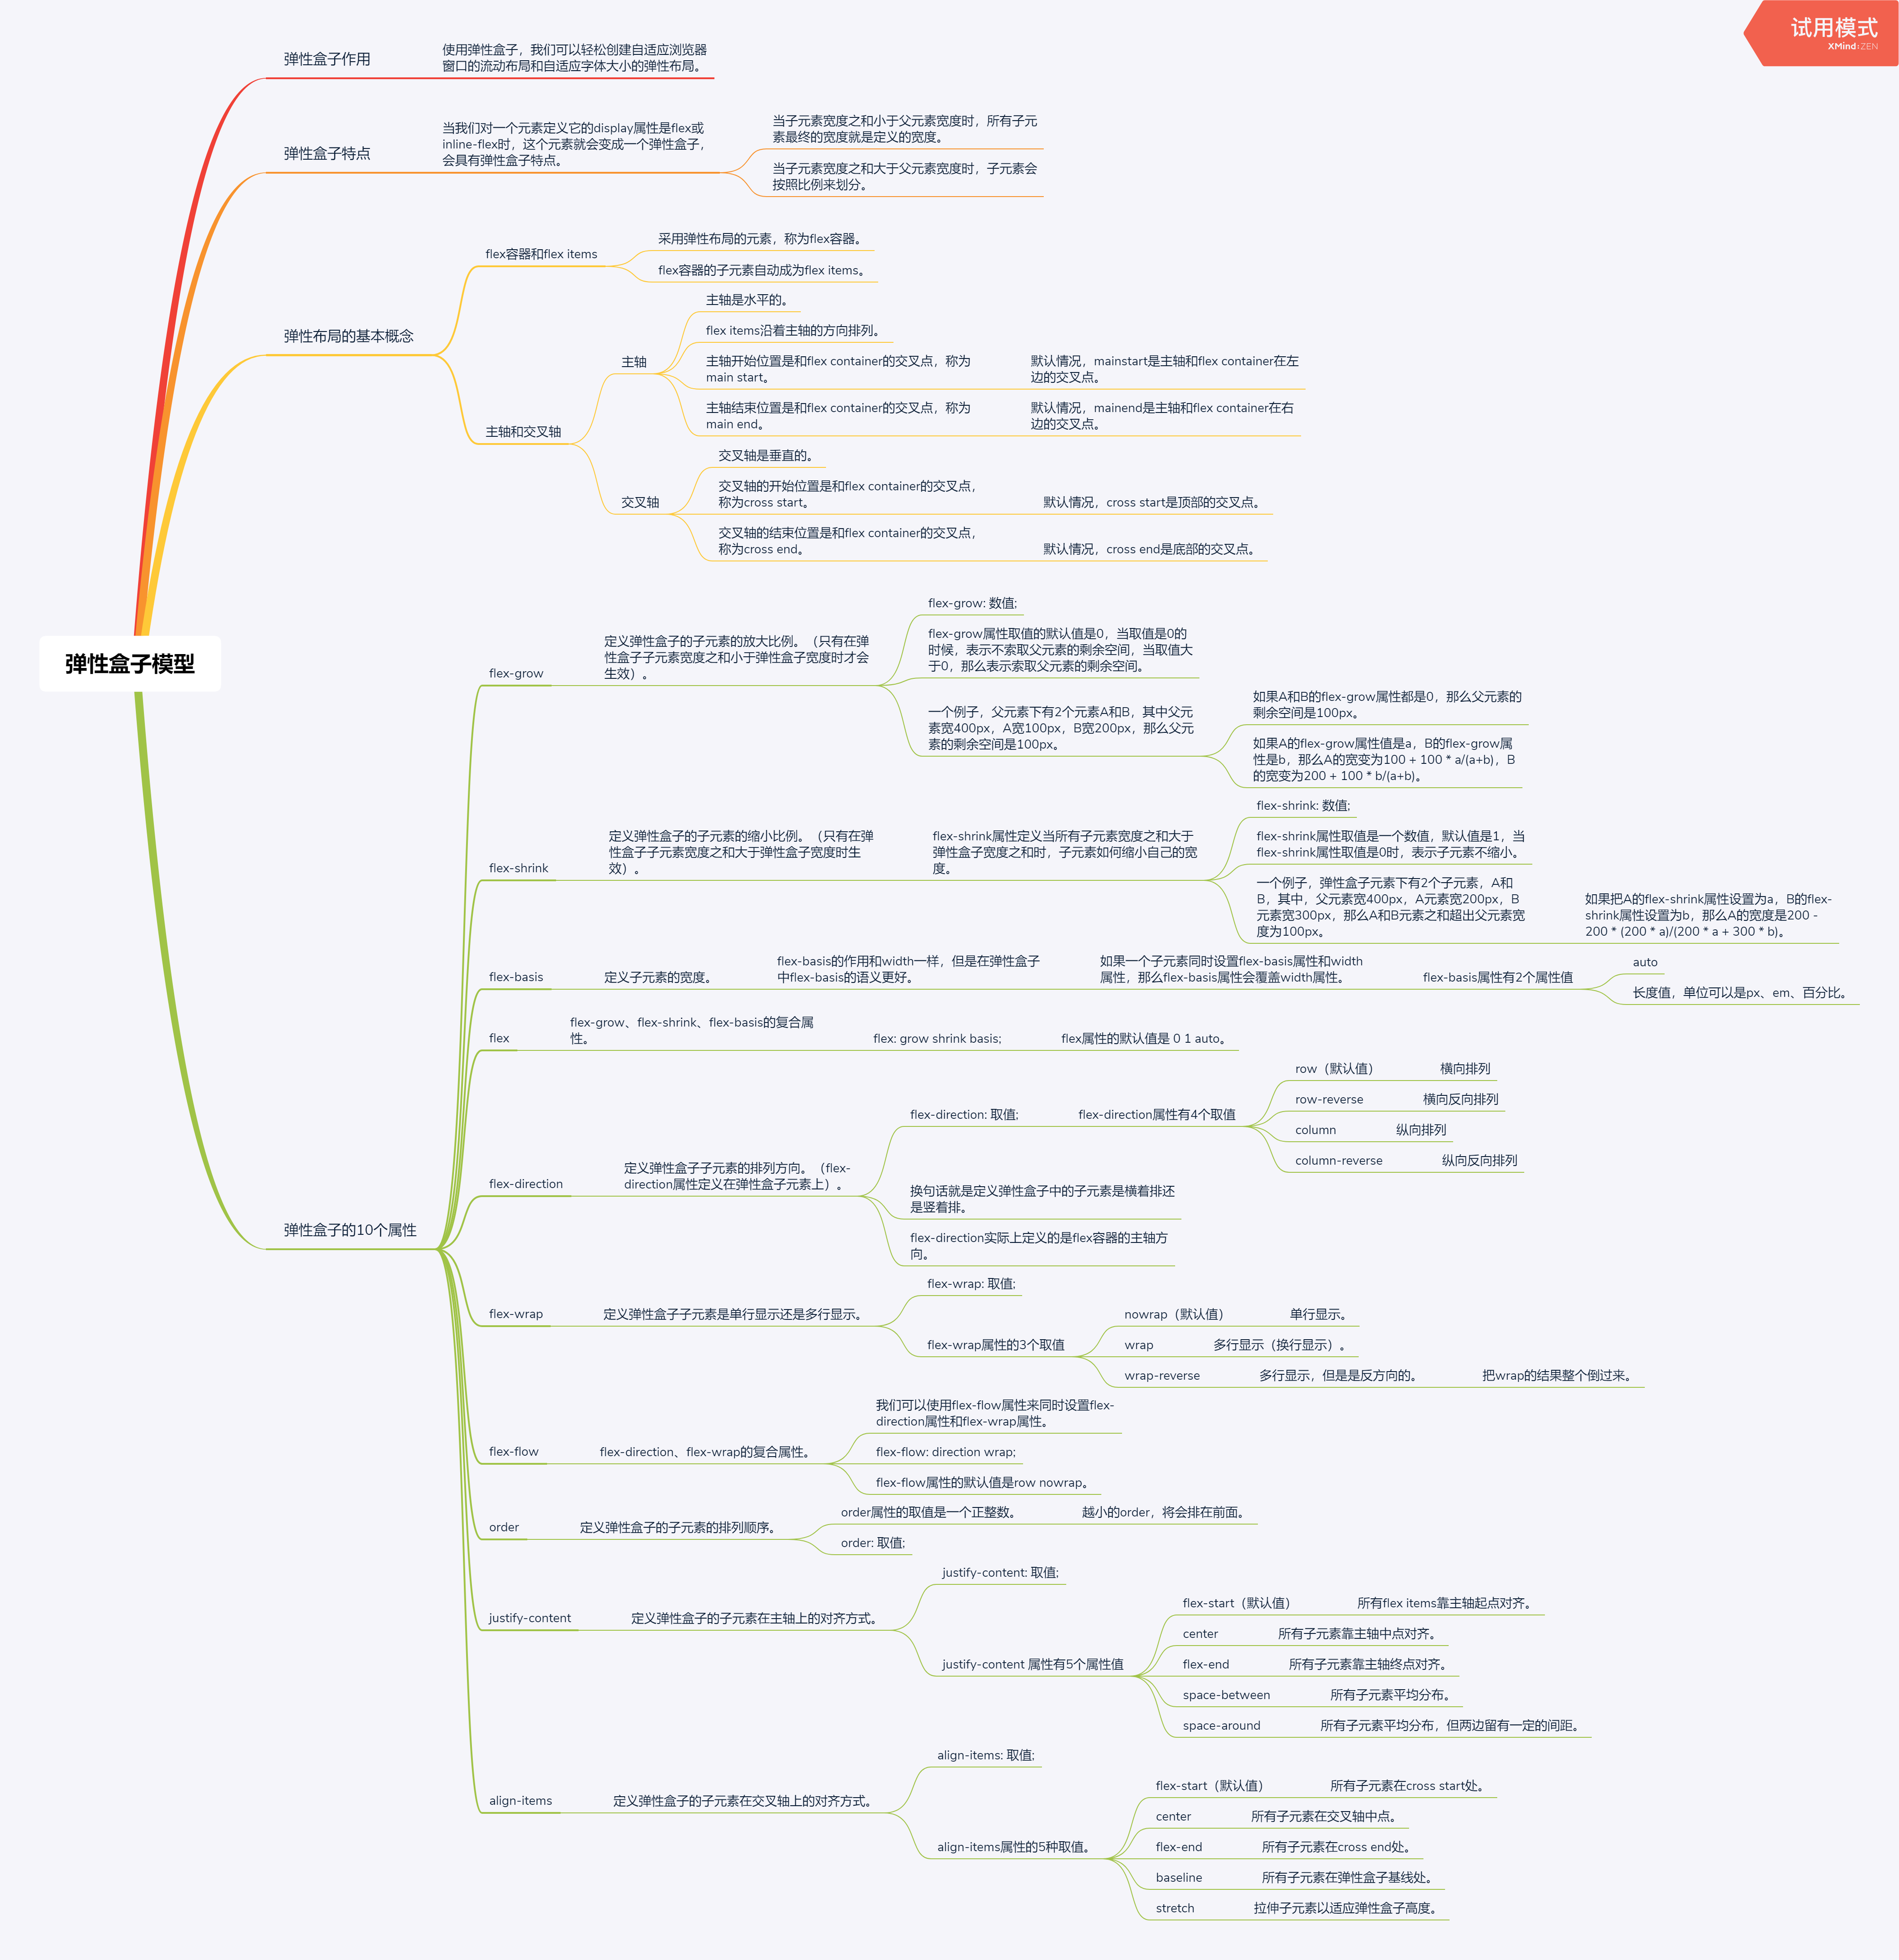 试用模式
XMind:ZEN
弹性盒子模型
弹性盒子作用
使用弹性盒子，我们可以轻松创建自适应浏览器
窗口的流动布局和自适应字体大小的弹性布局。
弹性盒子特点
当我们对一个元素定义它的display属性是flex或
inline-flex时，这个元素就会变成一个弹性盒子，
会具有弹性盒子特点。
当子元素宽度之和小于父元素宽度时，所有子元
素最终的宽度就是定义的宽度。
当子元素宽度之和大于父元素宽度时，子元素会
按照比例来划分。
弹性布局的基本概念
flex容器和flex items
采用弹性布局的元素，称为flex容器。
flex容器的子元素自动成为flex items。
主轴和交叉轴
主轴
主轴是水平的。
flex items沿着主轴的方向排列。
主轴开始位置是和flex container的交叉点，称为
main start。
默认情况，mainstart是主轴和flex container在左
边的交叉点。
主轴结束位置是和flex container的交叉点，称为
main end。
默认情况，mainend是主轴和flex container在右
边的交叉点。
交叉轴
交叉轴是垂直的。
交叉轴的开始位置是和flex container的交叉点，
称为cross start。
默认情况，cross start是顶部的交叉点。
交叉轴的结束位置是和flex container的交叉点，
称为cross end。
默认情况，cross end是底部的交叉点。
弹性盒子的10个属性
flex-grow
定义弹性盒子的子元素的放大比例。（只有在弹
性盒子子元素宽度之和小于弹性盒子宽度时才会
生效）。
flex-grow: 数值;
flex-grow属性取值的默认值是0，当取值是0的
时候，表示不索取父元素的剩余空间，当取值大
于0，那么表示索取父元素的剩余空间。
一个例子，父元素下有2个元素A和B，其中父元
素宽400px，A宽100px，B宽200px，那么父元
素的剩余空间是100px。
如果A和B的flex-grow属性都是0，那么父元素的
剩余空间是100px。
如果A的flex-grow属性值是a，B的flex-grow属
性是b，那么A的宽变为100 + 100 * a/(a+b)，B
的宽变为200 + 100 * b/(a+b)。
flex-shrink
定义弹性盒子的子元素的缩小比例。（只有在弹
性盒子子元素宽度之和大于弹性盒子宽度时生
效）。
flex-shrink属性定义当所有子元素宽度之和大于
弹性盒子宽度之和时，子元素如何缩小自己的宽
度。
flex-shrink: 数值;
flex-shrink属性取值是一个数值，默认值是1，当
flex-shrink属性取值是0时，表示子元素不缩小。
一个例子，弹性盒子元素下有2个子元素，A和
B，其中，父元素宽400px，A元素宽200px，B
元素宽300px，那么A和B元素之和超出父元素宽
度为100px。
如果把A的flex-shrink属性设置为a，B的flex-
shrink属性设置为b，那么A的宽度是200 -
200 * (200 * a)/(200 * a + 300 * b)。
flex-basis
定义子元素的宽度。
flex-basis的作用和width一样，但是在弹性盒子
中flex-basis的语义更好。
如果一个子元素同时设置flex-basis属性和width
属性，那么flex-basis属性会覆盖width属性。
flex-basis属性有2个属性值
auto
长度值，单位可以是px、em、百分比。
flex
flex-grow、flex-shrink、flex-basis的复合属
性。
flex: grow shrink basis;
flex属性的默认值是 0 1 auto。
flex-direction
定义弹性盒子子元素的排列方向。（flex-
direction属性定义在弹性盒子元素上）。
flex-direction: 取值;
flex-direction属性有4个取值
row（默认值）
横向排列
row-reverse
横向反向排列
column
纵向排列
column-reverse
纵向反向排列
换句话就是定义弹性盒子中的子元素是横着排还
是竖着排。
flex-direction实际上定义的是flex容器的主轴方
向。
flex-wrap
定义弹性盒子子元素是单行显示还是多行显示。
flex-wrap: 取值;
flex-wrap属性的3个取值
nowrap（默认值）
单行显示。
wrap
多行显示（换行显示）。
wrap-reverse
多行显示，但是是反方向的。
把wrap的结果整个倒过来。
flex-flow
flex-direction、flex-wrap的复合属性。
我们可以使用flex-flow属性来同时设置flex-
direction属性和flex-wrap属性。
flex-flow: direction wrap;
flex-flow属性的默认值是row nowrap。
order
定义弹性盒子的子元素的排列顺序。
order属性的取值是一个正整数。
越小的order，将会排在前面。
order: 取值;
justify-content
定义弹性盒子的子元素在主轴上的对齐方式。
justify-content: 取值;
justify-content 属性有5个属性值
flex-start（默认值）
所有flex items靠主轴起点对齐。
center
所有子元素靠主轴中点对齐。
flex-end
所有子元素靠主轴终点对齐。
space-between
所有子元素平均分布。
space-around
所有子元素平均分布，但两边留有一定的间距。
align-items
定义弹性盒子的子元素在交叉轴上的对齐方式。
align-items: 取值;
align-items属性的5种取值。
flex-start（默认值）
所有子元素在cross start处。
center
所有子元素在交叉轴中点。
flex-end
所有子元素在cross end处。
baseline
所有子元素在弹性盒子基线处。
stretch
拉伸子元素以适应弹性盒子高度。